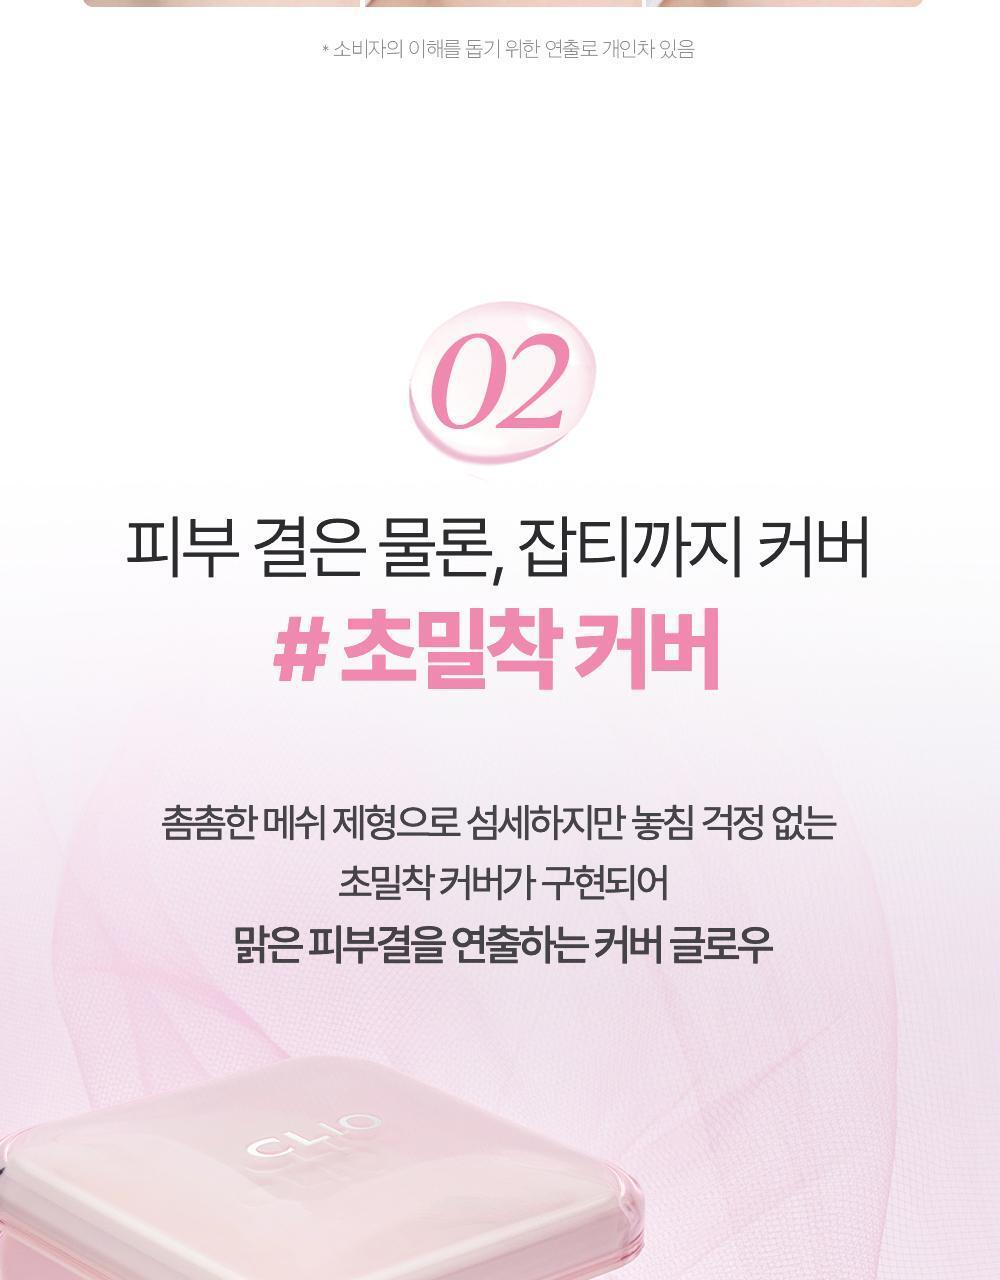 * 소비자의 이해를 돕기 위한 연출로 개인차 있음
02
피부 결은 물론, 잡티까지 커버
# 초밀착 커버
촘촘한 메쉬 제형으로 섬세하지만 놓침 걱정 없는
초밀착 커버가 구현되어
맑은 피부결을 연출하는 커버 글로우
CLIO